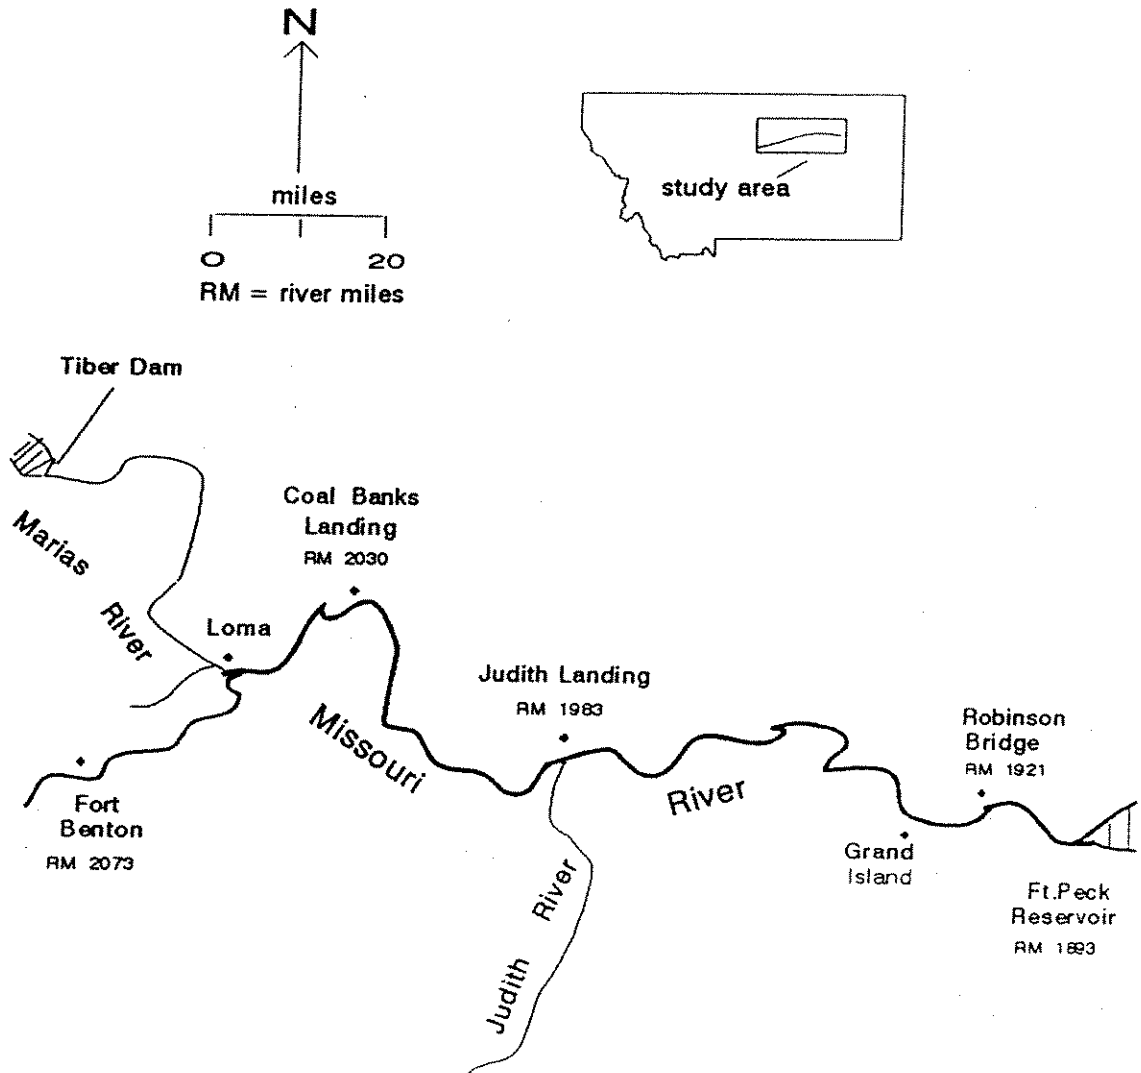 N
miles
0 20
RM = river miles
study area
Tiber Dam
Marias
River
Coal Banks
Landing
RM 2030
Loma
Judith Landing
RM 1983
Missouri
River
Robinson
Bridge
RM 1921
Fort
Benton
RM 2073
Grand
Island
Judith
River
Ft.Peck
Reservoir
RM 1893